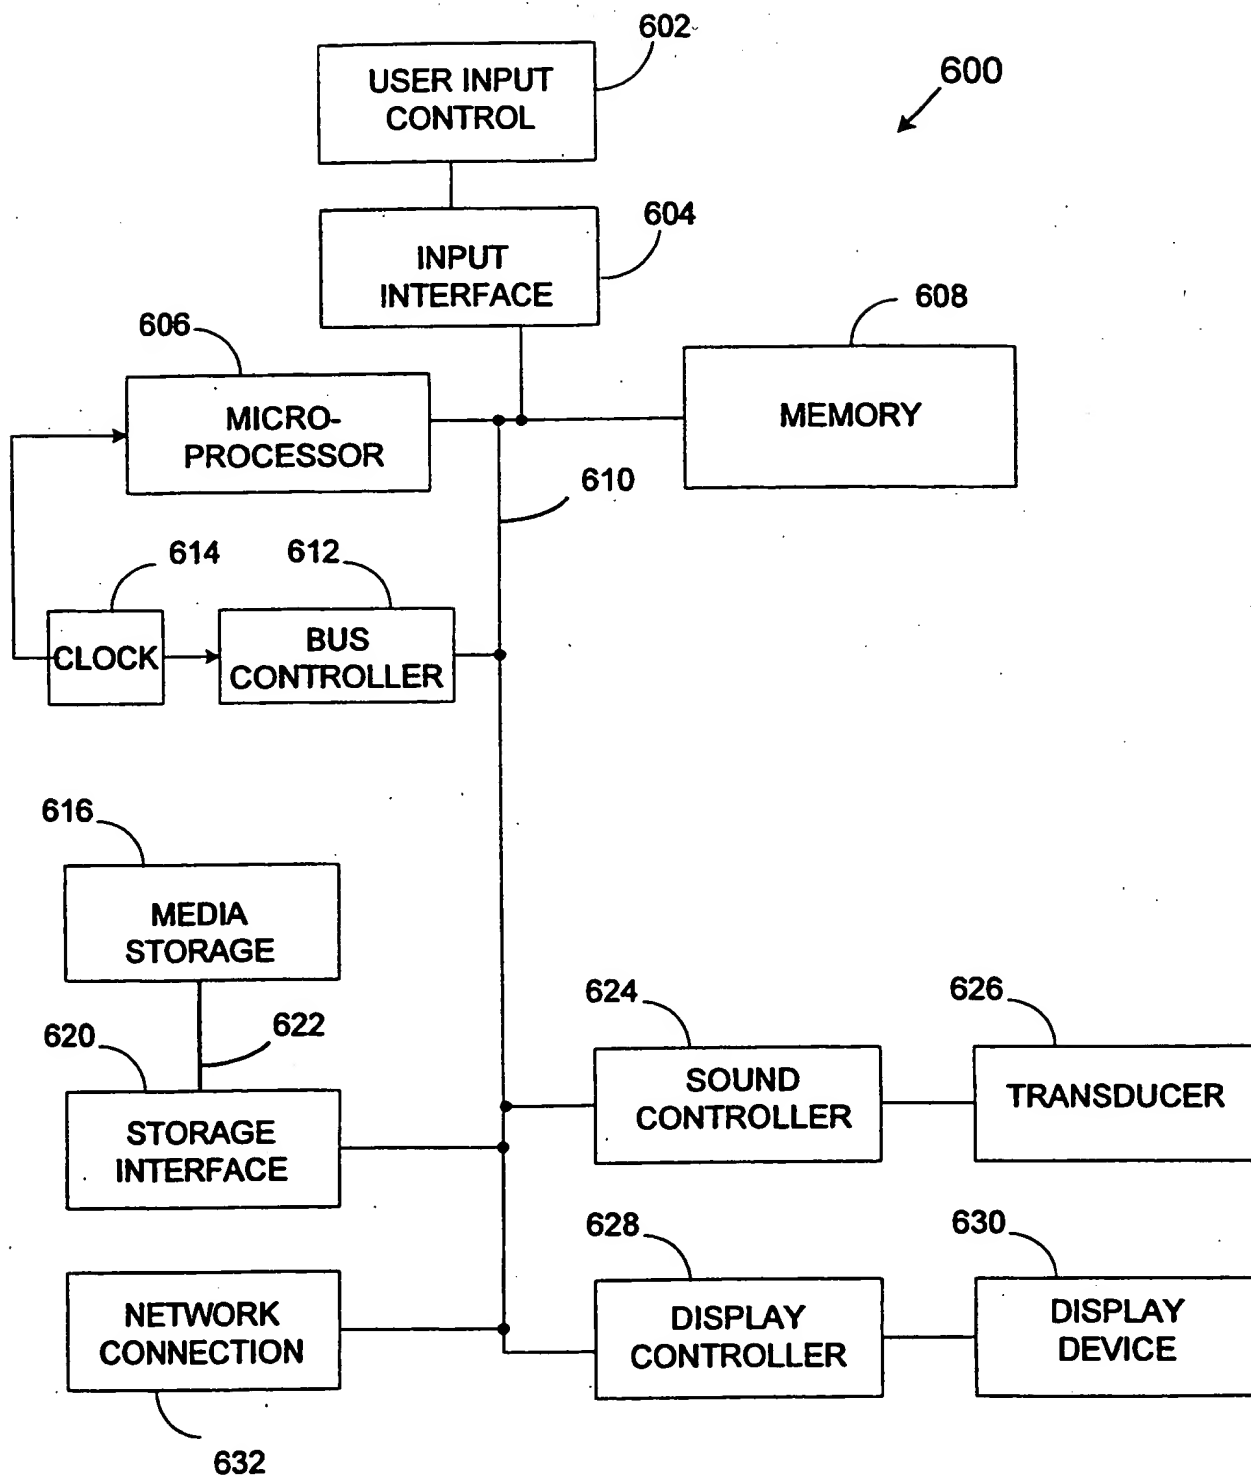 602
600
USER INPUT
CONTROL
604
INPUT
INTERFACE
606
608
MICRO-
PROCESSOR
MEMORY
610
614
612
CLOCK
BUS
CONTROLLER
616
MEDIA
STORAGE
620
622
624
626
STORAGE
INTERFACE
SOUND
CONTROLLER
TRANSDUCER
628
630
NETWORK
CONNECTION
DISPLAY
CONTROLLER
DISPLAY
DEVICE
632